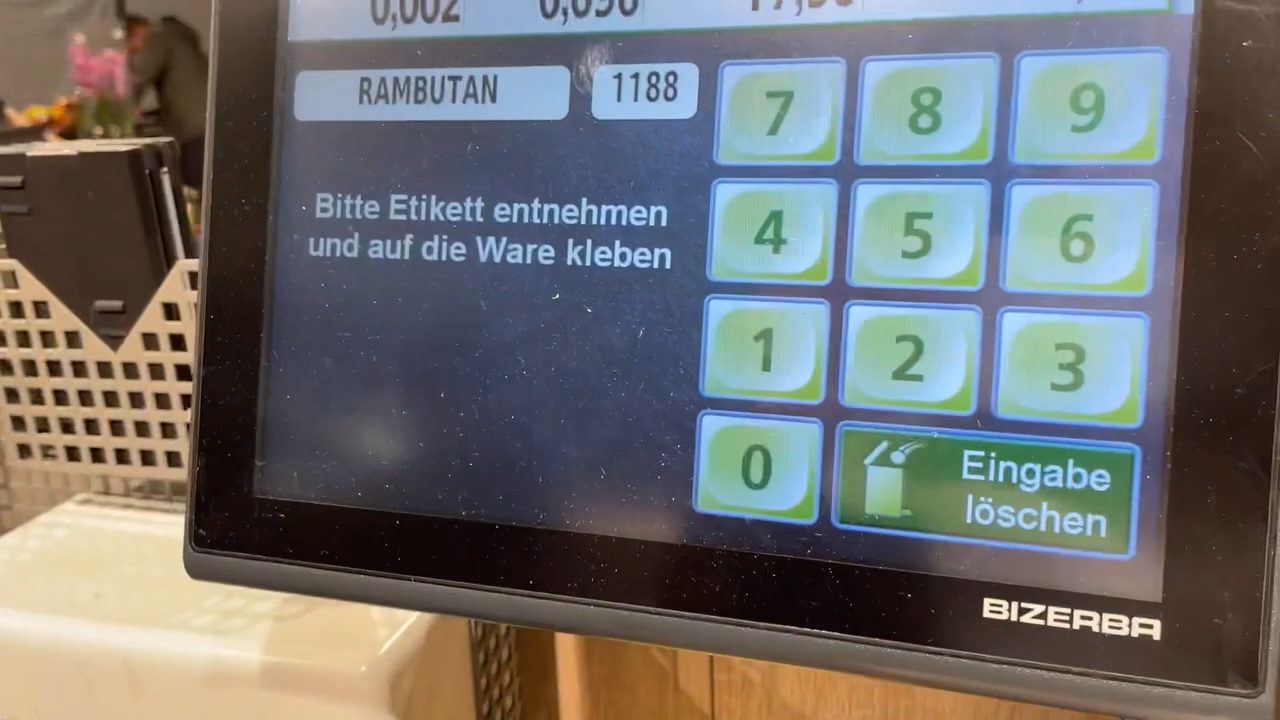 0,002 0,096
RAMBUTAN 1188
7 8 9
Bitte Etikett entnehmen
und auf die Ware kleben
4 5 6
1 2 3
0 Eingabe
löschen
BIZERBA